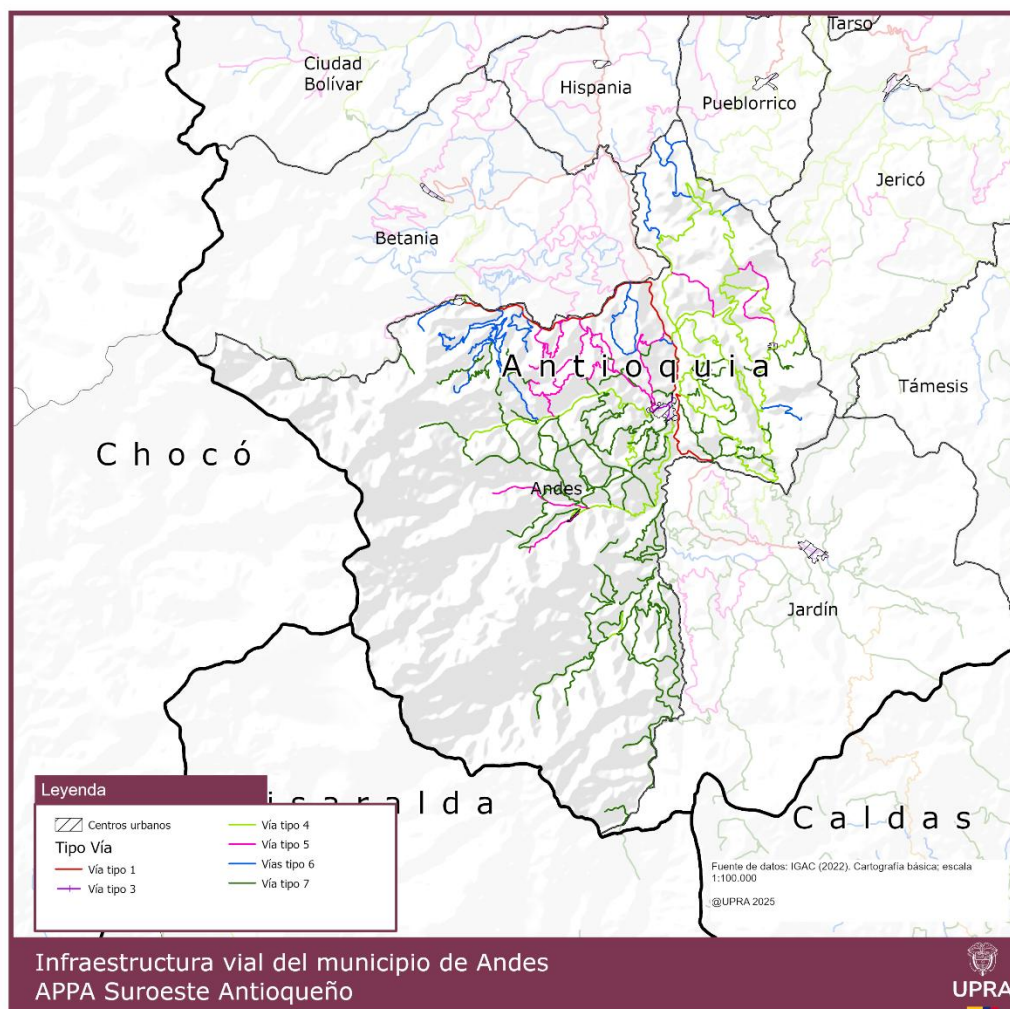 Tarso
Ciudad
Bolívar
Hispania
Pueblorrico
Jericó
Betania
Antioquia
Támesis
Chocó
Andes
Jardín
isaralda
Caldas
Leyenda
Centros urbanos
Tipo Vía
Vía tipo 1
Vía tipo 3
Vía tipo 4
Vía tipo 5
Vías tipo 6
Vía tipo 7
Fuente de datos: IGAC (2022). Cartografía básica; escala
1:100.000
@UPRA 2025
Infraestructura vial del municipio de Andes
APPA Suroeste Antioqueño
UPRA